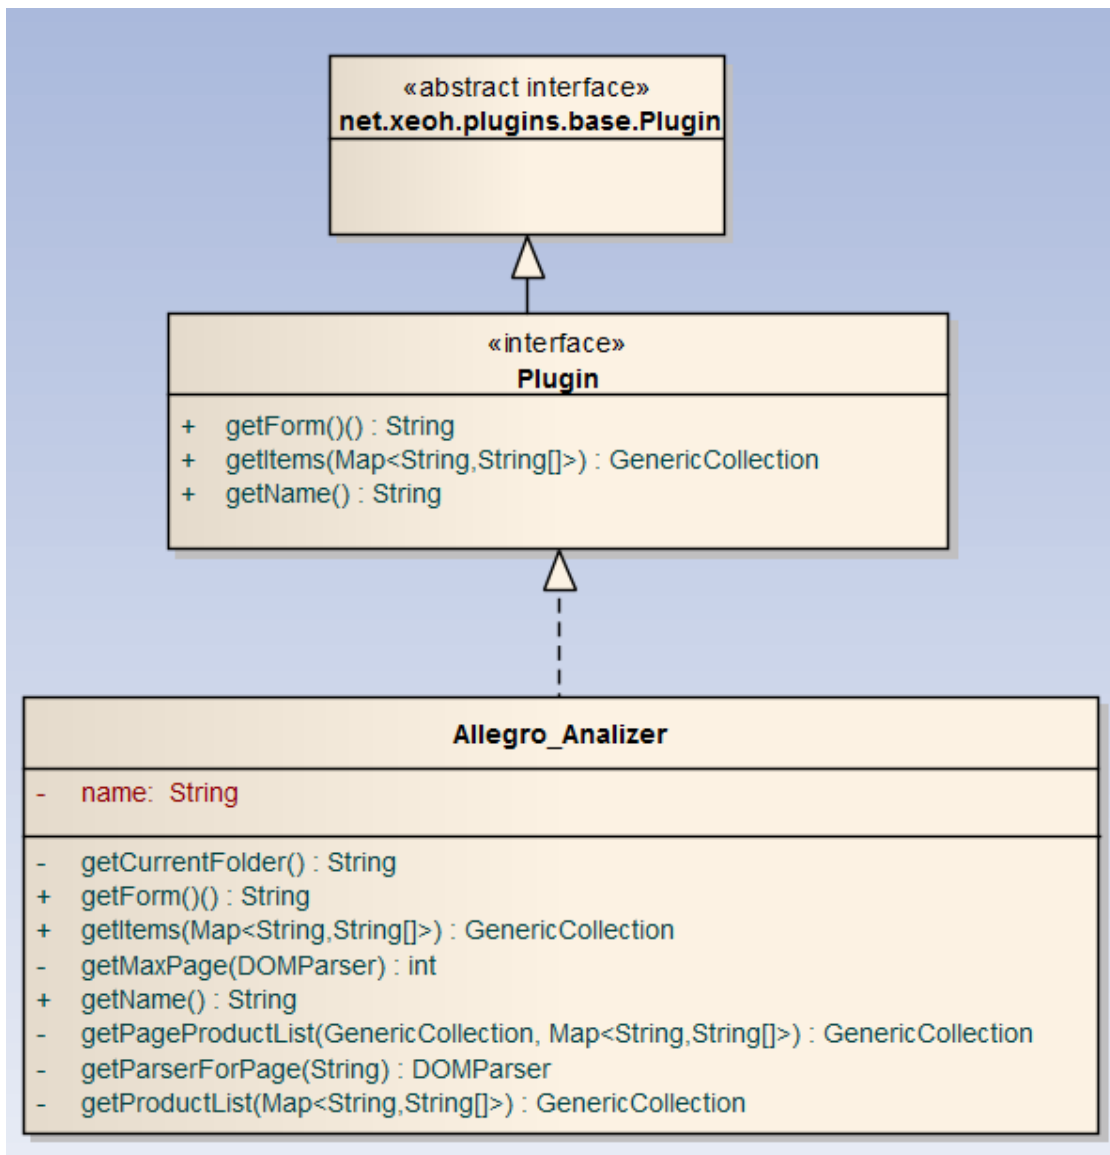 «abstract interface»
net.xeoh.plugins.base.Plugin
«interface»
Plugin
+ getForm()() : String
+ getItems(Map<String,String[]>) : GenericCollection
+ getName() : String
Allegro_Analizer
- name: String
- getCurrentFolder() : String
+ getForm()() : String
+ getItems(Map<String,String[]>) : GenericCollection
- getMaxPage(DOMParser) : int
+ getName() : String
- getPageProductList(GenericCollection, Map<String,String[]>) : GenericCollection
- getParserForPage(String) : DOMParser
- getProductList(Map<String,String[]>) : GenericCollection